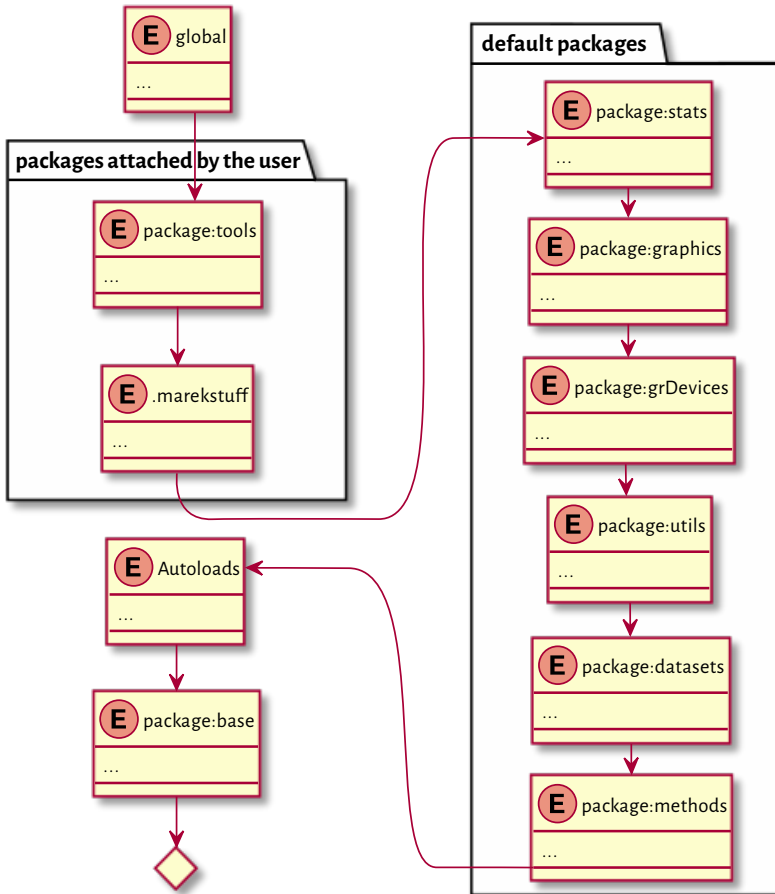 E global
...
packages attached by the user
E package:tools
...
E .marekstuff
...
default packages
E package:stats
...
E package:graphics
...
E package:grDevices
...
E package:utils
...
E package:datasets
...
E package:methods
...
E Autoloads
...
E package:base
...